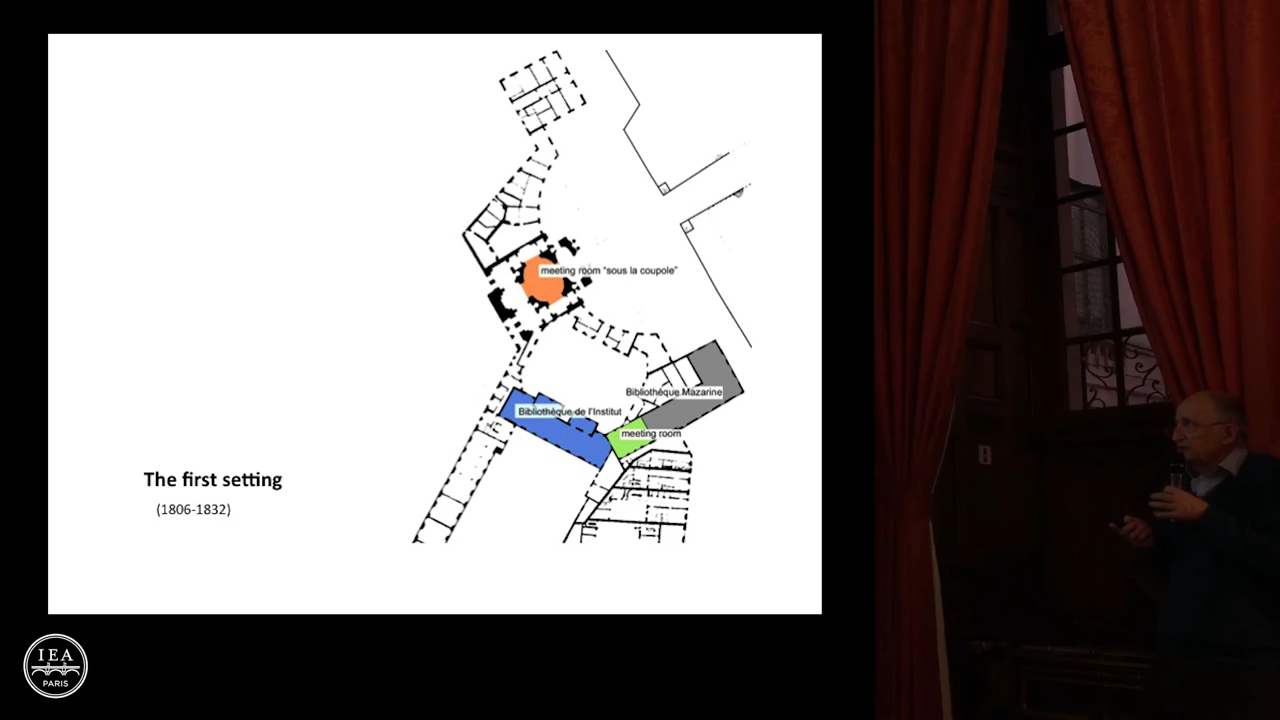 meeting room "sous la coupole"
Bibliothèque Mazarine
Bibliothèque de l'Institut
meeting room
The first setting
(1806-1832)
IEA
PARIS